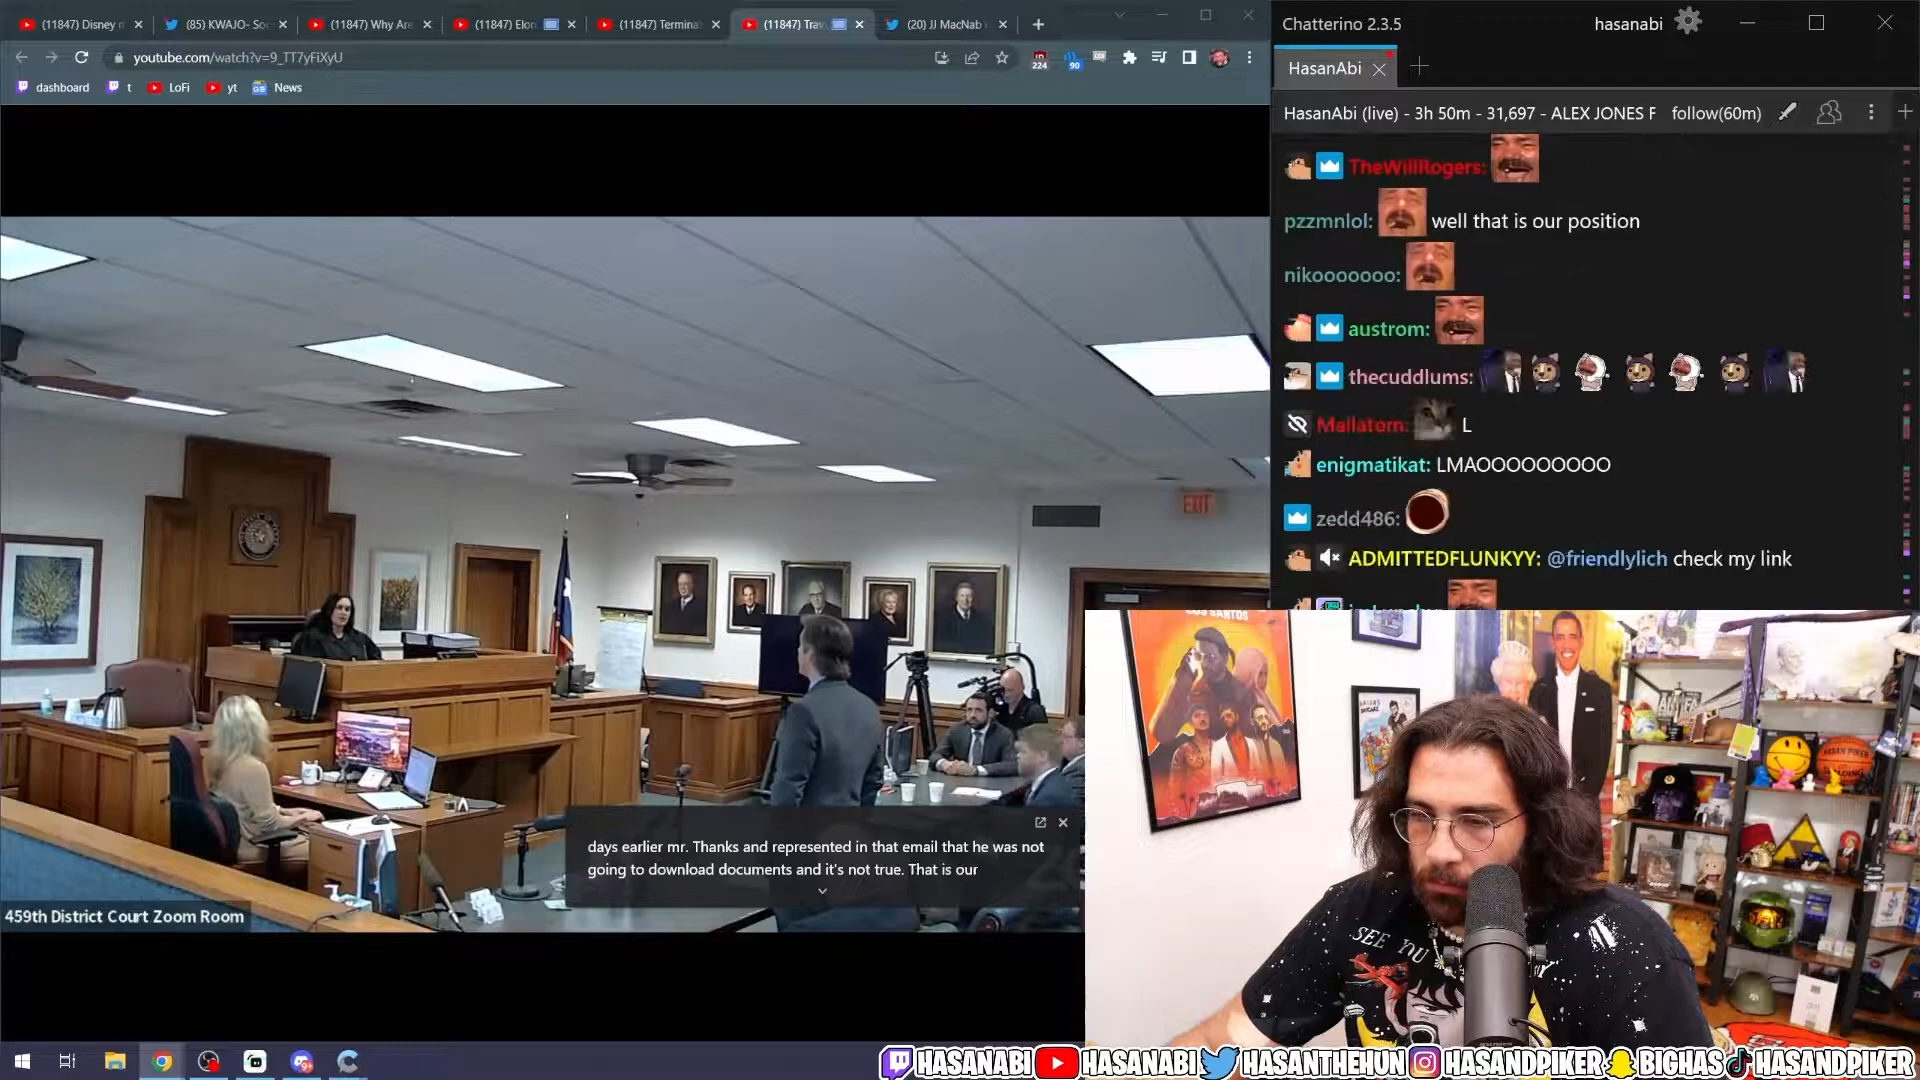 (11847) Disney m
(85) KWAJO- So
(11847) Why Are
(11847) Elon
(11847) Termina
(11847) Trav
(20) JJ MacNab
youtube.com/watch?v=9_TT7yFiXyU
224
90
dashboard
t
LoFi
yt
News
EXIT
days earlier mr. Thanks and represented in that email that he was not
going to download documents and it's not true. That is our
459th District Court Zoom Room
Chatterino 2.3.5
hasanabi
HasanAbi
HasanAbi (live) - 3h 50m - 31,697 - ALEX JONES F
follow(60m)
TheWillRogers:
pzzmnlol: well that is our position
nikooooooo:
austrom:
thecuddlums:
Mallatorn: L
enigmatikat: LMAOOOOOOOOO
zedd486:
ADMITTEDFLUNKYY: @friendlylich check my link
LOS SANTOS
SEE YOU
HASANABI HASANABI HASANTHEHUN HASANDPIKER BIGHAS HASANDPIKER